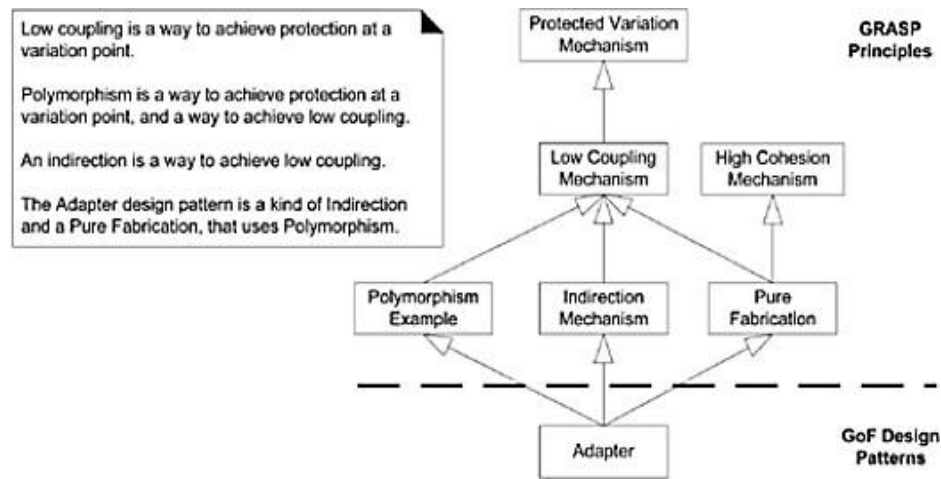 Low coupling is a way to achieve protection at a
variation point.
Polymorphism is a way to achieve protection at a
variation point, and a way to achieve low coupling.
An indirection is a way to achieve low coupling.
The Adapter design pattern is a kind of Indirection
and a Pure Fabrication, that uses Polymorphism.
Protected Variation
Mechanism
GRASP
Principles
Low Coupling
Mechanism
High Cohesion
Mechanism
Polymorphism
Example
Indirection
Mechanism
Pure
Fabrication
Adapter
GoF Design
Patterns